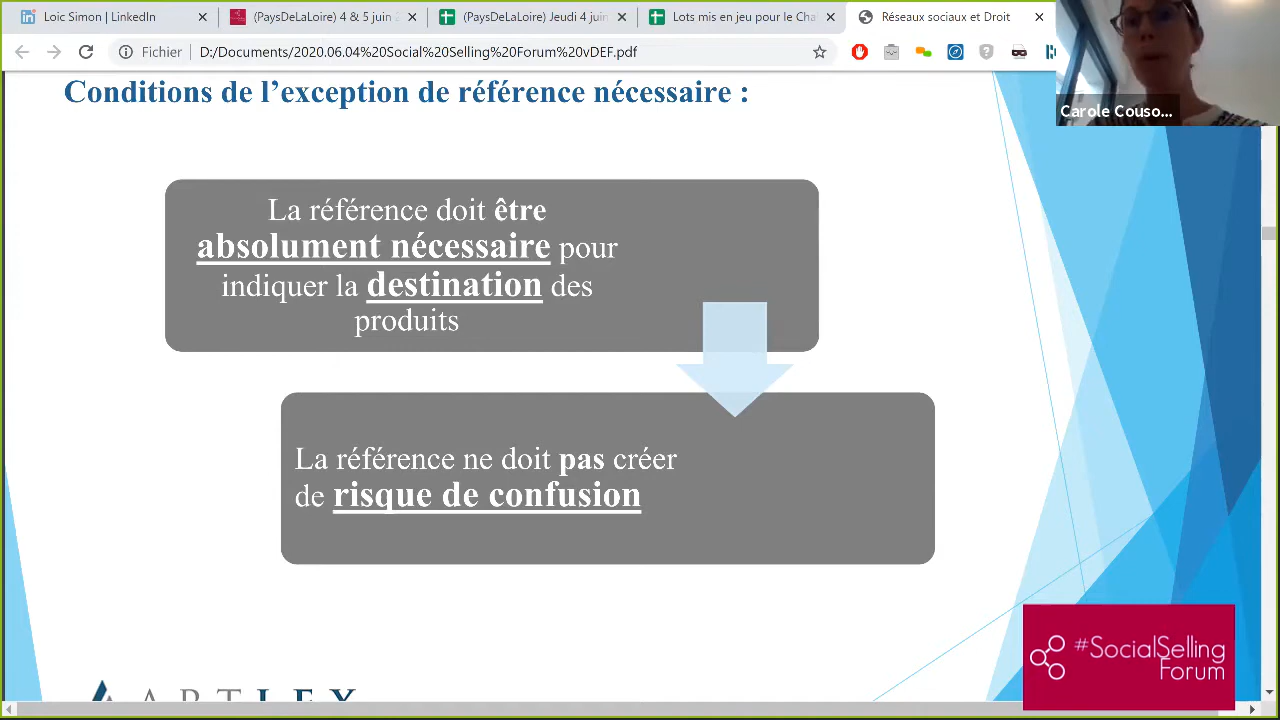 Loic Simon | LinkedIn
(PaysDeLaLoire) 4 & 5 juin 2
(PaysDeLaLoire) Jeudi 4 juin
Lots mis en jeu pour le Cha
Réseaux sociaux et Droit
Fichier
D:/Documents/2020.06.04%20Social%20Selling%20Forum%20vDEF.pdf
Carole Couso...
Conditions de l’exception de référence nécessaire :
La référence doit être
absolument nécessaire pour
indiquer la destination des
produits
La référence ne doit pas créer
de risque de confusion
#SocialSelling
Forum
ARTLEX